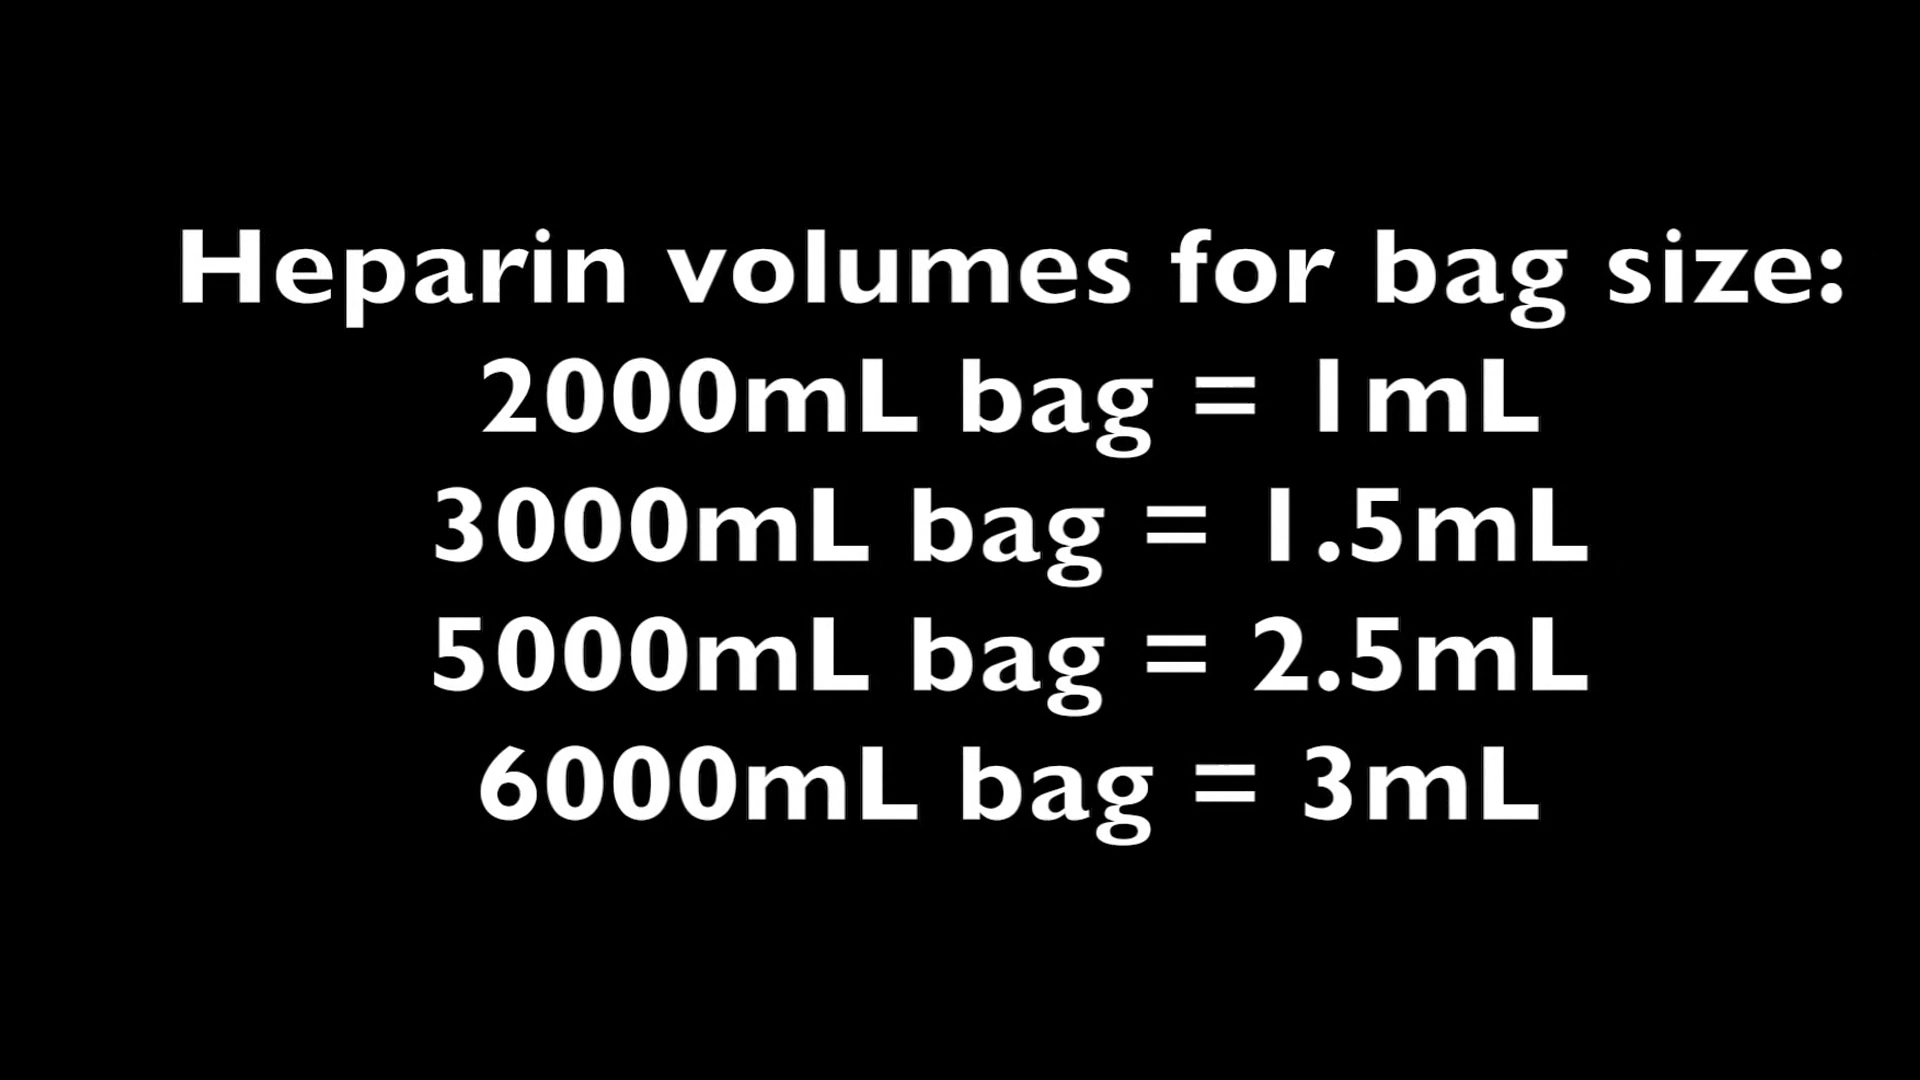 Heparin volumes for bag size:
2000mL bag = 1mL
3000mL bag = 1.5mL
5000mL bag = 2.5mL
6000mL bag = 3mL